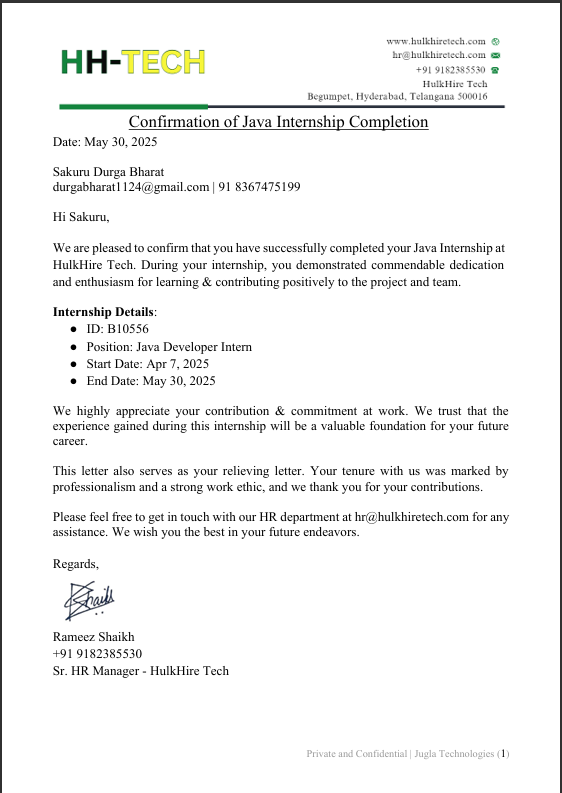 HH-TECH
www.hulkhiretech.com
hr@hulkhiretech.com
+91 9182385530
HulkHire Tech
Begumpet, Hyderabad, Telangana 500016
Confirmation of Java Internship Completion
Date: May 30, 2025
Sakuru Durga Bharat
durgabharat1124@gmail.com | 91 8367475199
Hi Sakuru,
We are pleased to confirm that you have successfully completed your Java Internship at
HulkHire Tech. During your internship, you demonstrated commendable dedication
and enthusiasm for learning & contributing positively to the project and team.
Internship Details:
● ID: B10556
● Position: Java Developer Intern
● Start Date: Apr 7, 2025
● End Date: May 30, 2025
We highly appreciate your contribution & commitment at work. We trust that the
experience gained during this internship will be a valuable foundation for your future
career.
This letter also serves as your relieving letter. Your tenure with us was marked by
professionalism and a strong work ethic, and we thank you for your contributions.
Please feel free to get in touch with our HR department at hr@hulkhiretech.com for any
assistance. We wish you the best in your future endeavors.
Regards,
Rameez Shaikh
+91 9182385530
Sr. HR Manager - HulkHire Tech
Private and Confidential | Jugla Technologies (1)